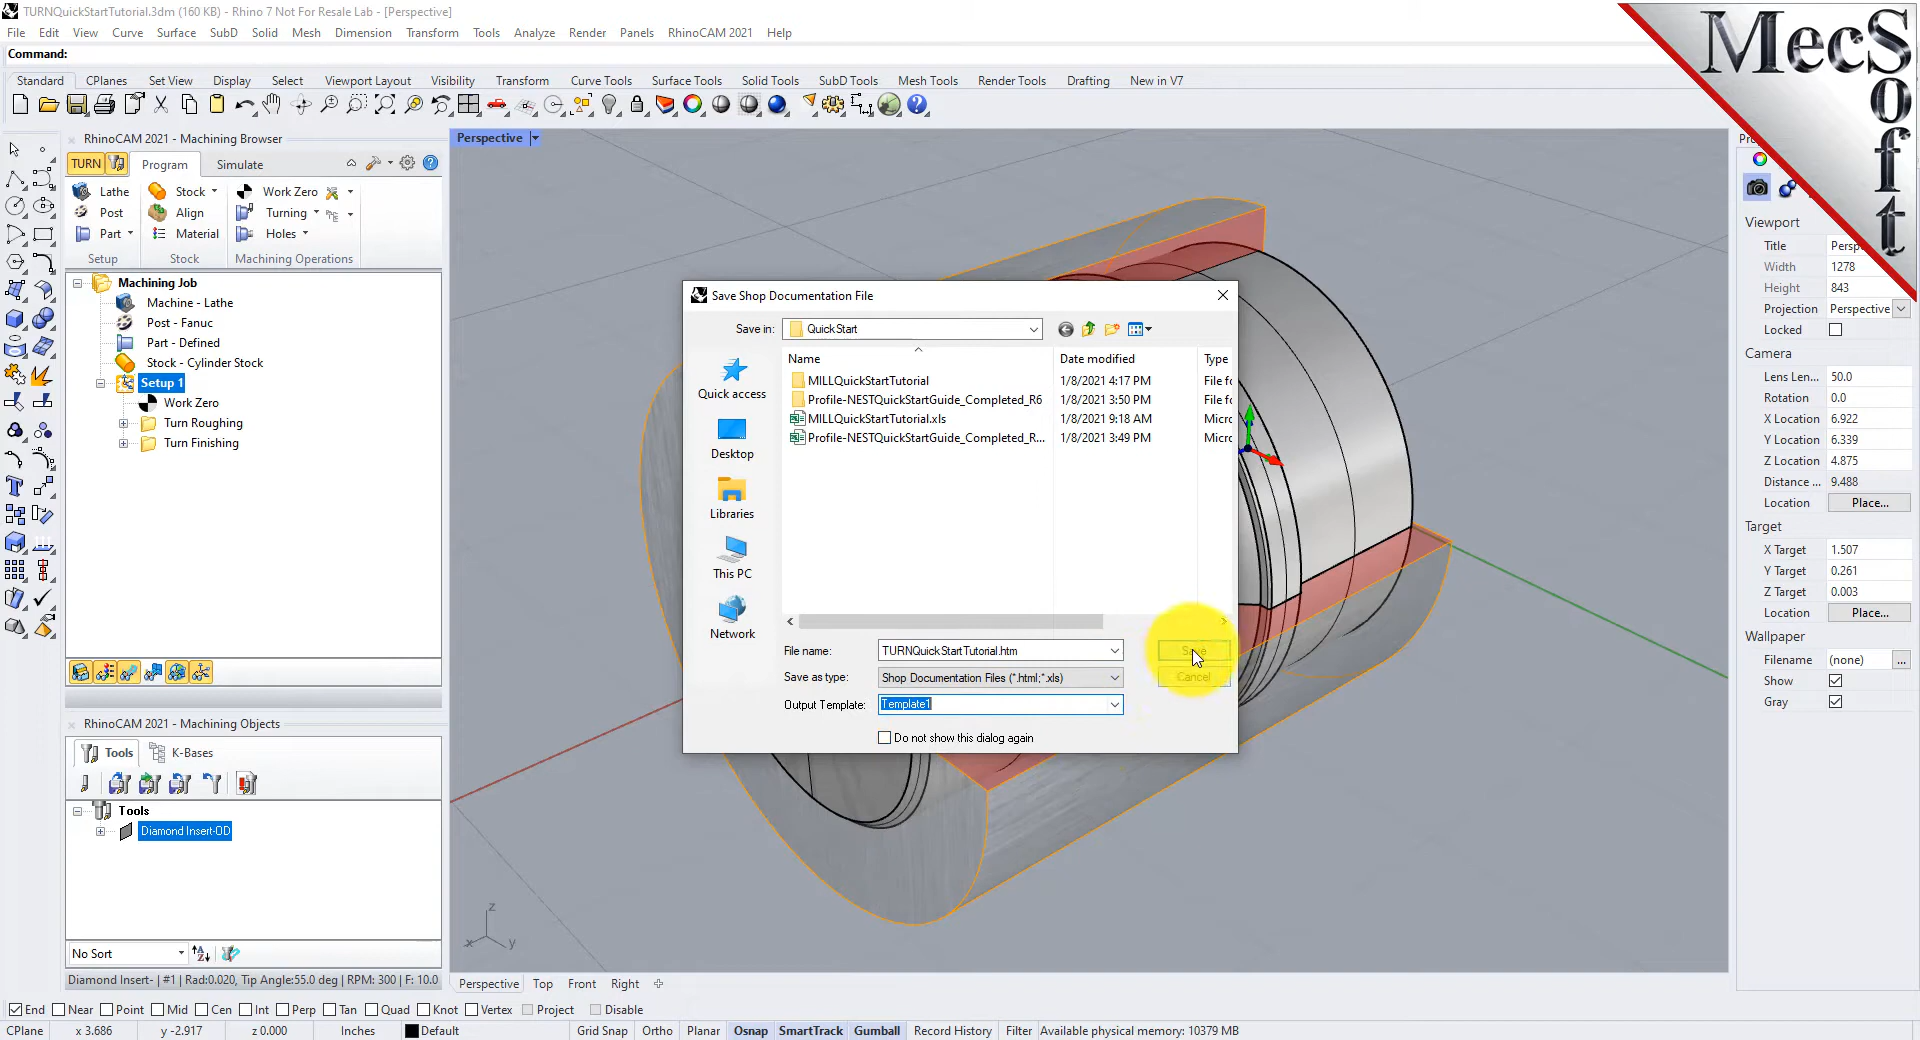 TURNQuickStartTutorial.3dm (160 KB) - Rhino 7 Not For Resale Lab - [Perspective]
File Edit View Curve Surface SubD Solid Mesh Dimension Transform Tools Analyze Render Panels RhinoCAM 2021 Help
Command:
Standard CPlanes Set View Display Select Viewport Layout Visibility Transform Curve Tools Surface Tools Solid Tools SubD Tools Mesh Tools Render Tools Drafting New in V7
MecSoft
RhinoCAM 2021 - Machining Browser
TURN Program Simulate
Lathe Stock Work Zero
Post Align Turning
Part Material Holes
Setup Stock Machining Operations
Machining Job
Machine - Lathe
Post - Fanuc
Part - Defined
Stock - Cylinder Stock
Setup 1
Work Zero
Turn Roughing
Turn Finishing
RhinoCAM 2021 - Machining Objects
Tools K-Bases
Tools
Diamond Insert-OD
No Sort
Diamond Insert- | #1 | Rad:0.020, Tip Angle:55.0 deg | RPM: 300 | F: 10.0
Perspective
Save Shop Documentation File
Save in: QuickStart
Name Date modified Type
MILLQuickStartTutorial 1/8/2021 4:17 PM File fo
Profile-NESTQuickStartGuide_Completed_R6 1/8/2021 3:50 PM File fo
MILLQuickStartTutorial.xls 1/8/2021 9:18 AM Micro
Profile-NESTQuickStartGuide_Completed_R... 1/8/2021 3:49 PM Micro
Quick access
Desktop
Libraries
This PC
Network
File name: TURNQuickStartTutorial.htm Save
Save as type: Shop Documentation Files (*.html;*.xls) Cancel
Output Template: Template1
Do not show this dialog again
z
x y
Viewport
Title Perspe
Width 1278
Height 843
Projection Perspective
Locked
Camera
Lens Len... 50.0
Rotation 0.0
X Location 6.922
Y Location 6.339
Z Location 4.875
Distance ... 9.488
Location Place...
Target
X Target 1.507
Y Target 0.261
Z Target 0.003
Location Place...
Wallpaper
Filename (none) ...
Show
Gray
Perspective Top Front Right
End Near Point Mid Cen Int Perp Tan Quad Knot Vertex Project Disable
CPlane x 3.686 y -2.917 z 0.000 Inches Default Grid Snap Ortho Planar Osnap SmartTrack Gumball Record History Filter Available physical memory: 10379 MB